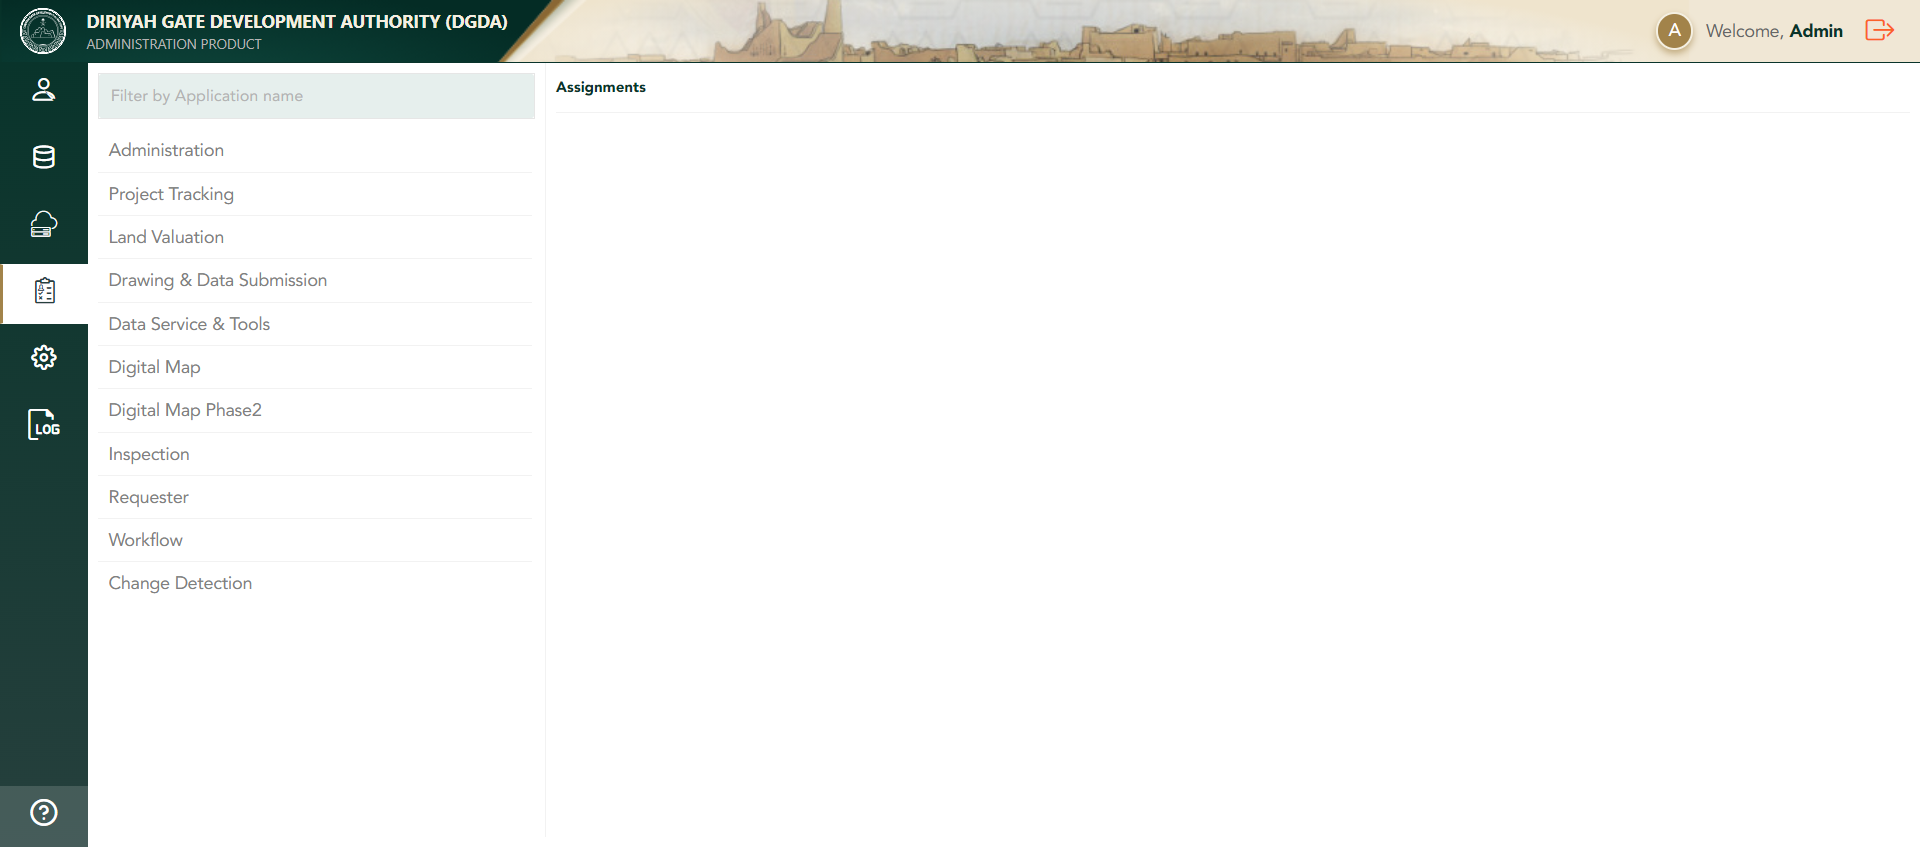 DIRIYAH GATE DEVELOPMENT AUTHORITY (DGDA)
ADMINISTRATION PRODUCT
A
Welcome, Admin
LOG
Filter by Application name
Administration
Project Tracking
Land Valuation
Drawing & Data Submission
Data Service & Tools
Digital Map
Digital Map Phase2
Inspection
Requester
Workflow
Change Detection
Assignments
?